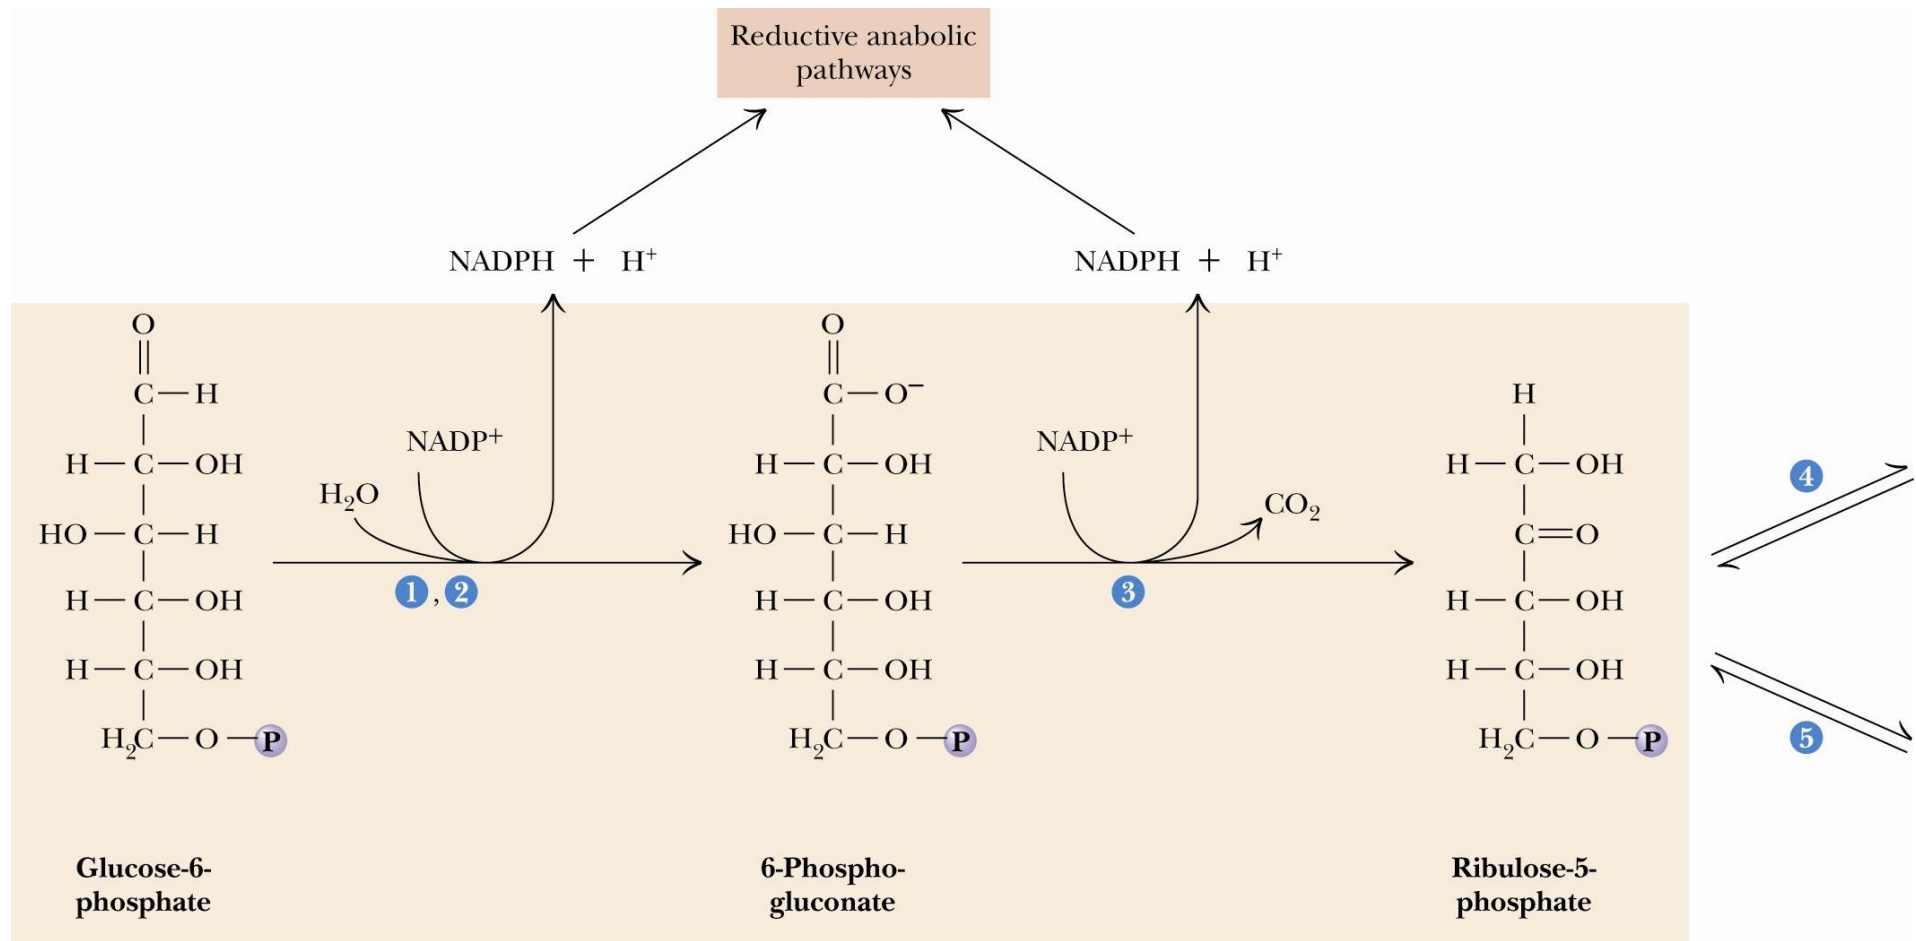 Reductive anabolic
pathways
NADPH + H⁺
NADPH + H⁺
O
C—H
H—C—OH
HO—C—H
H—C—OH
H—C—OH
H₂C—O—P
Glucose-6-
phosphate
NADP⁺
H₂O
1 , 2
O
C—O⁻
H—C—OH
HO—C—H
H—C—OH
H—C—OH
H₂C—O—P
6-Phospho-
gluconate
NADP⁺
CO₂
3
H
H—C—OH
C=O
H—C—OH
H—C—OH
H₂C—O—P
Ribulose-5-
phosphate
4
5